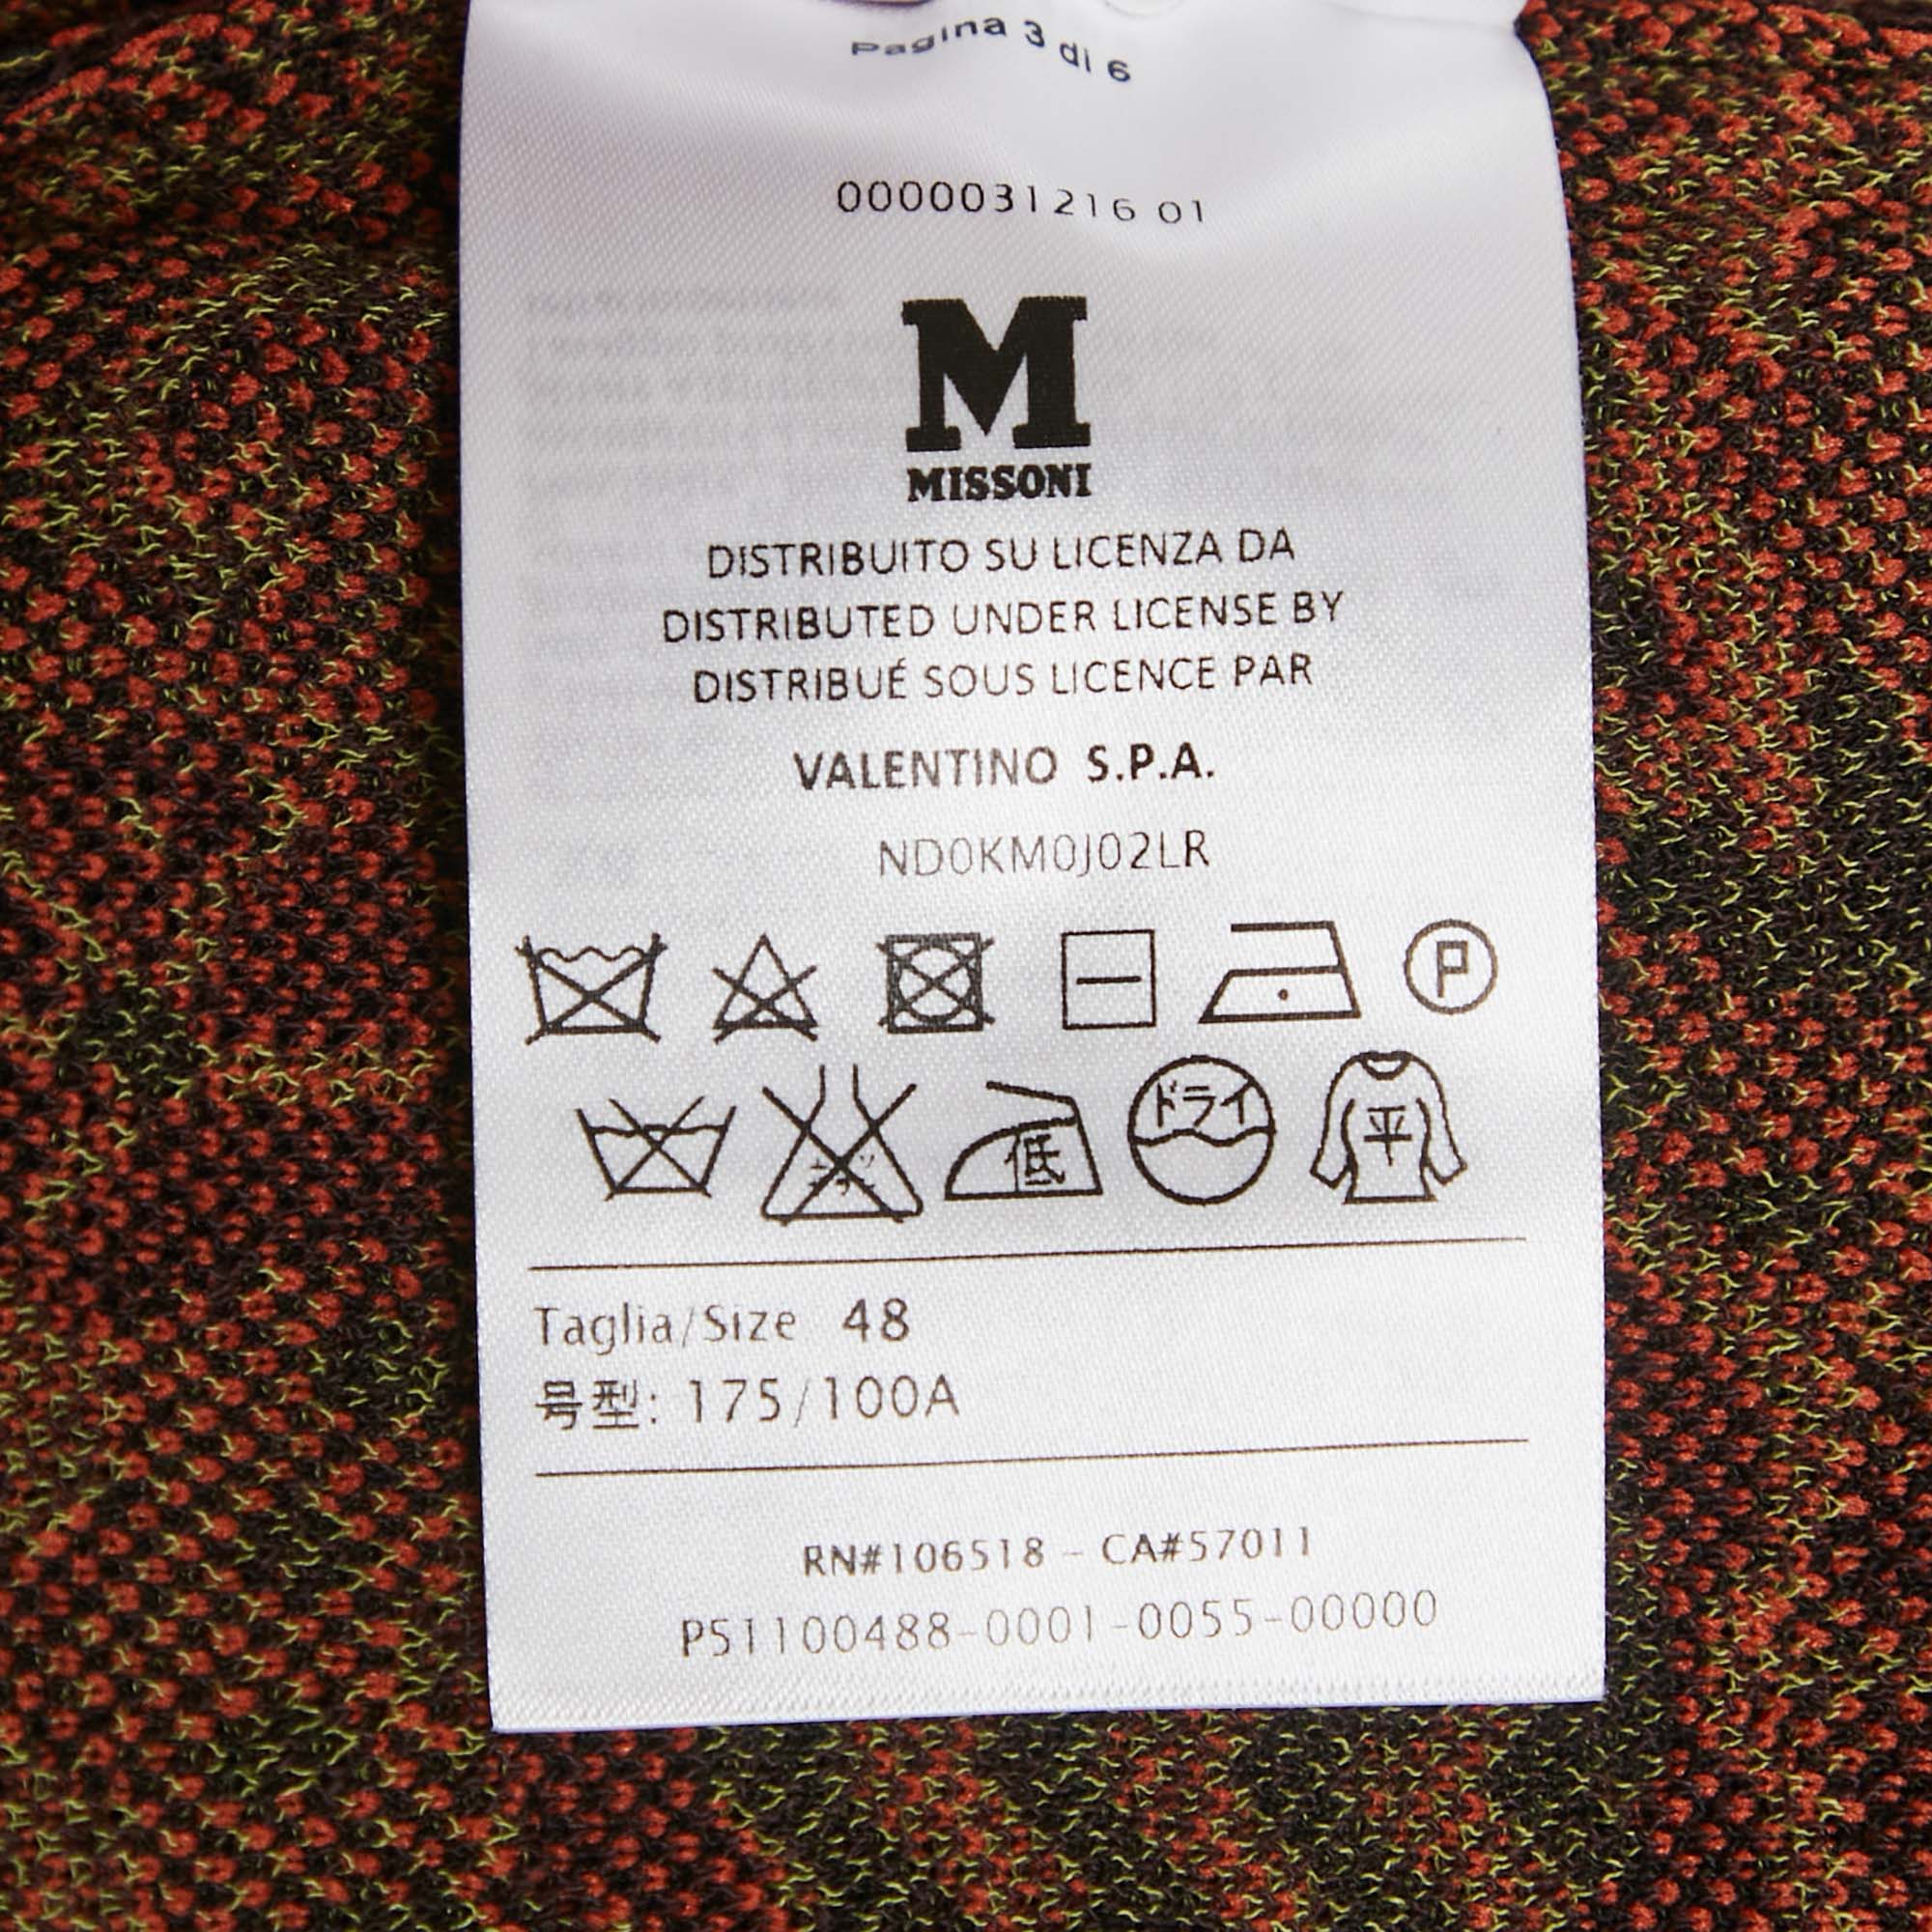 Pagina 3 di 6
0000031216 01
M
MISSONI
DISTRIBUITO SU LICENZA DA
DISTRIBUTED UNDER LICENSE BY
DISTRIBUÉ SOUS LICENCE PAR
VALENTINO S.P.A.
ND0KM0J02LR
P
低 ドライ 平
Taglia/Size 48
号型: 175/100A
RN#106518 - CA#57011
PS1100488-0001-0055-00000